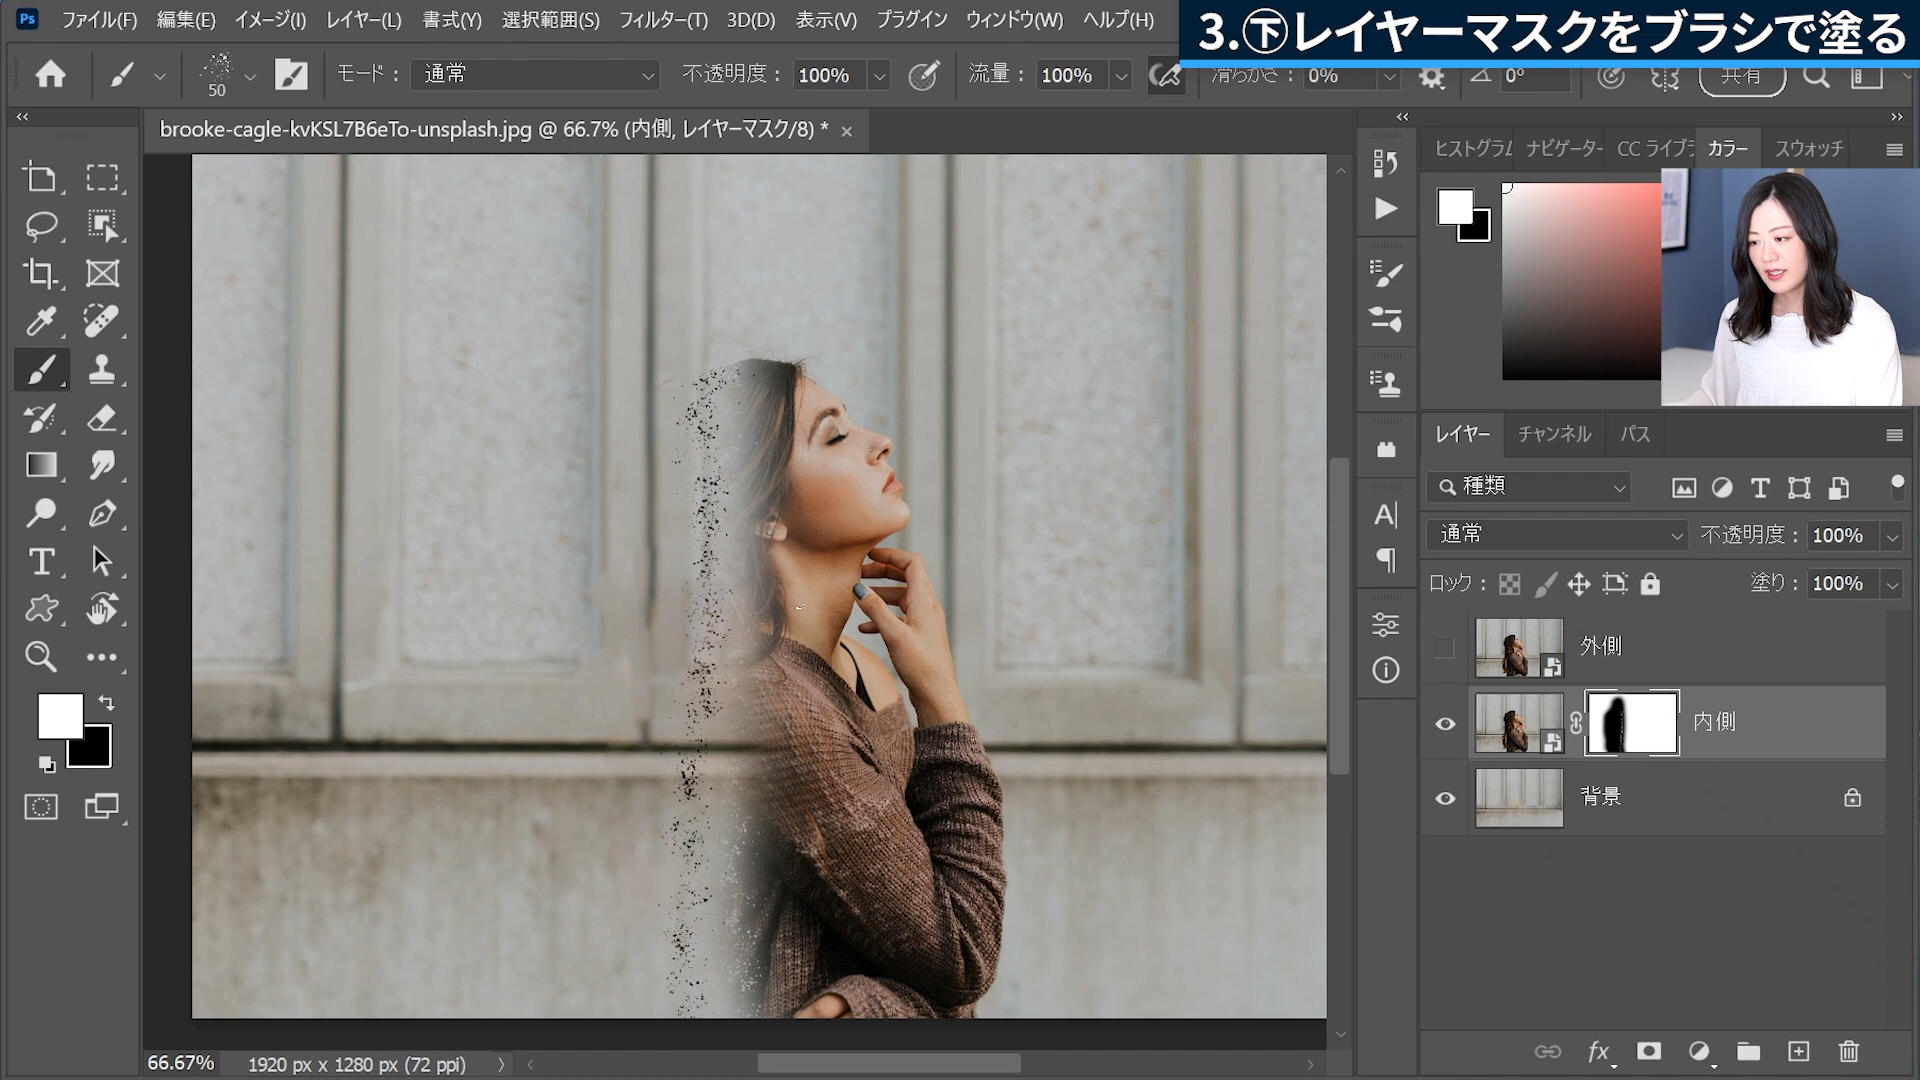 Ps ファイル(F) 編集(E) イメージ(I) レイヤー(L) 書式(Y) 選択範囲(S) フィルター(T) 3D(D) 表示(V) プラグイン ウィンドウ(W) ヘルプ(H)
3.㊦レイヤーマスクをブラシで塗る
50 モード： 通常 不透明度： 100% 流量： 100% 滑らかさ： 0% 0° 共有
brooke-cagle-kvKSL7B6eTo-unsplash.jpg @ 66.7% (内側, レイヤーマスク/8) *
ヒストグラム ナビゲーター CC ライブラ カラー スウォッチ
レイヤー チャンネル パス
種類
通常 不透明度： 100%
ロック： 塗り： 100%
外側
内側
背景
66.67% 1920 px x 1280 px (72 ppi)
fx